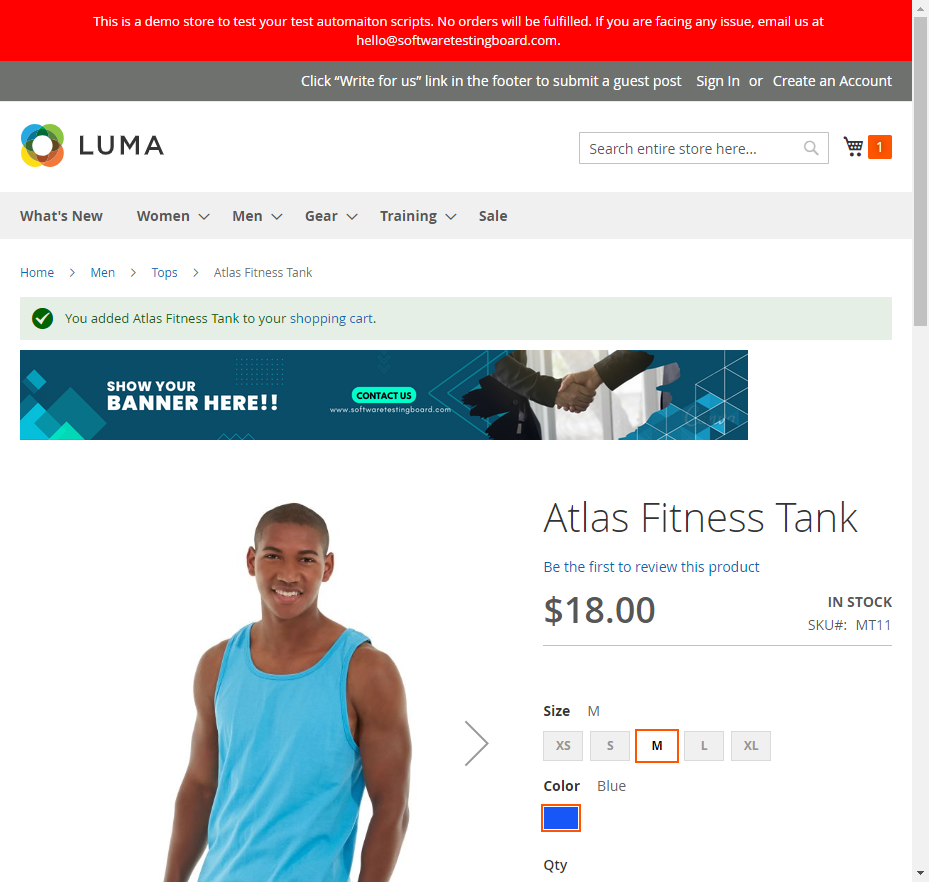 This is a demo store to test your test automaiton scripts. No orders will be fulfilled. If you are facing any issue, email us at
hello@softwaretestingboard.com.
Click “Write for us” link in the footer to submit a guest post Sign In or Create an Account
LUMA
Search entire store here...
1
What's New Women Men Gear Training Sale
Home Men Tops Atlas Fitness Tank
You added Atlas Fitness Tank to your shopping cart.
SHOW YOUR
BANNER HERE!!
CONTACT US
www.softwaretestingboard.com
Atlas Fitness Tank
Be the first to review this product
$18.00
IN STOCK
SKU#: MT11
Size M
XS S M L XL
Color Blue
Qty